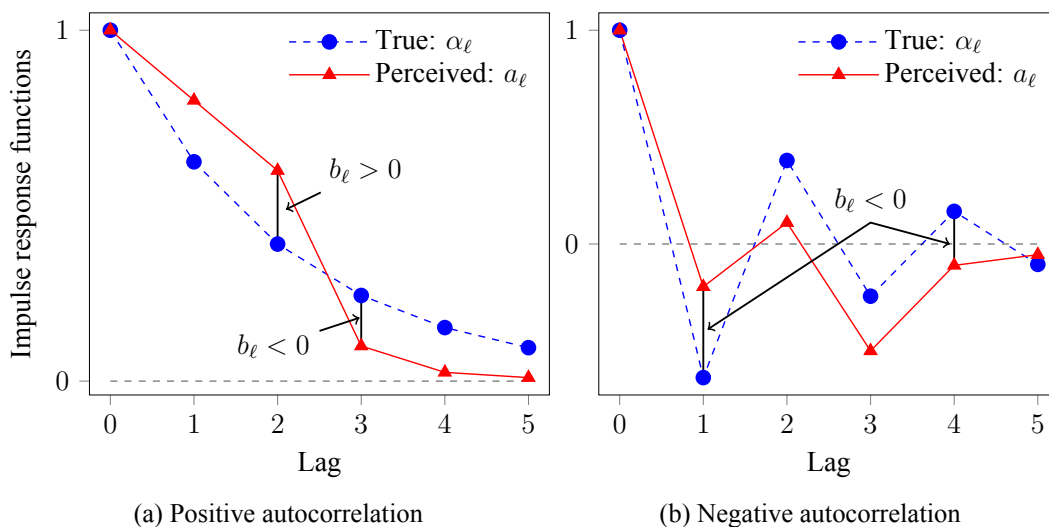 Impulse response functions
1
0
0 1 2 3 4 5
Lag
True: αℓ
Perceived: aℓ
bℓ > 0
bℓ < 0
(a) Positive autocorrelation
1
0
0 1 2 3 4 5
Lag
True: αℓ
Perceived: aℓ
bℓ < 0
(b) Negative autocorrelation